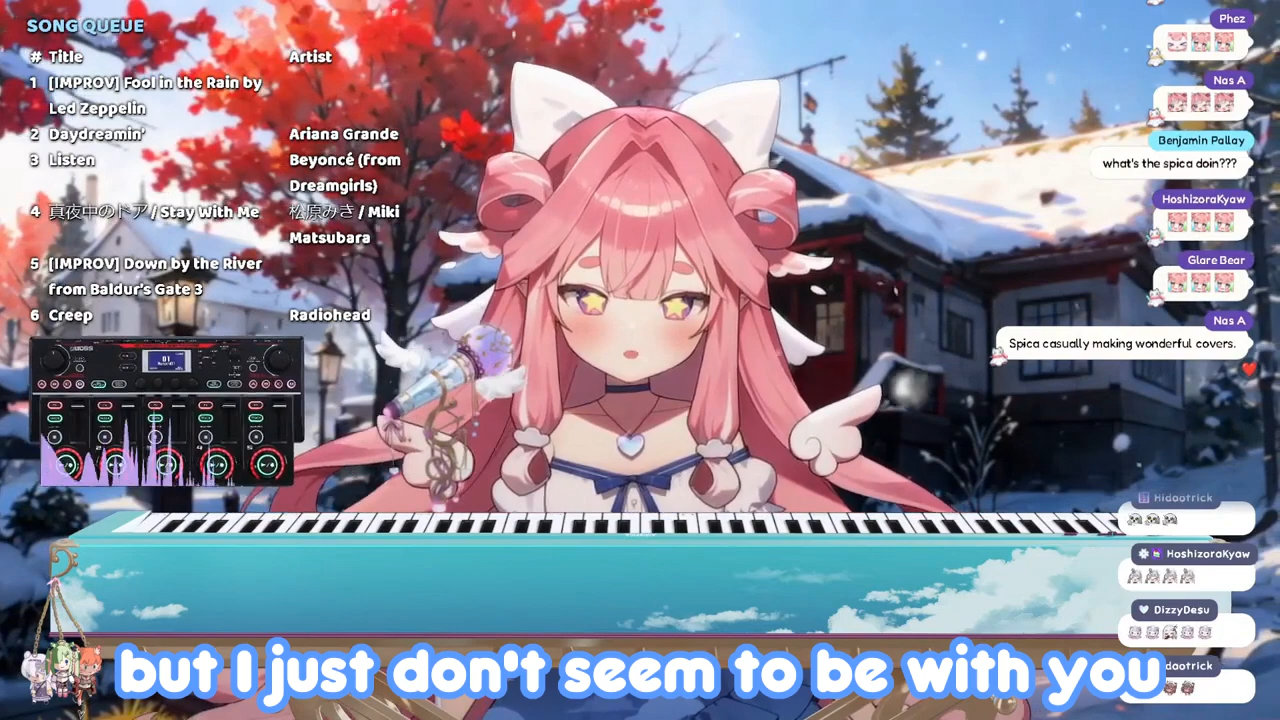 SONG QUEUE
# Title Artist
1 [IMPROV] Fool in the Rain by
Led Zeppelin
2 Daydreamin' Ariana Grande
3 Listen Beyoncé (from
Dreamgirls)
4 真夜中のドア / Stay With Me 松原みき / Miki
Matsubara
5 [IMPROV] Down by the River
from Baldur's Gate 3
6 Creep Radiohead
BOSS
01
Phez
Nas A
Benjamin Pallay
what's the spica doin???
HoshizoraKyaw
Glare Bear
Nas A
Spica casually making wonderful covers.
Hidaotrick
HoshizoraKyaw
DizzyDesu
daotrick
but I just don't seem to be with you